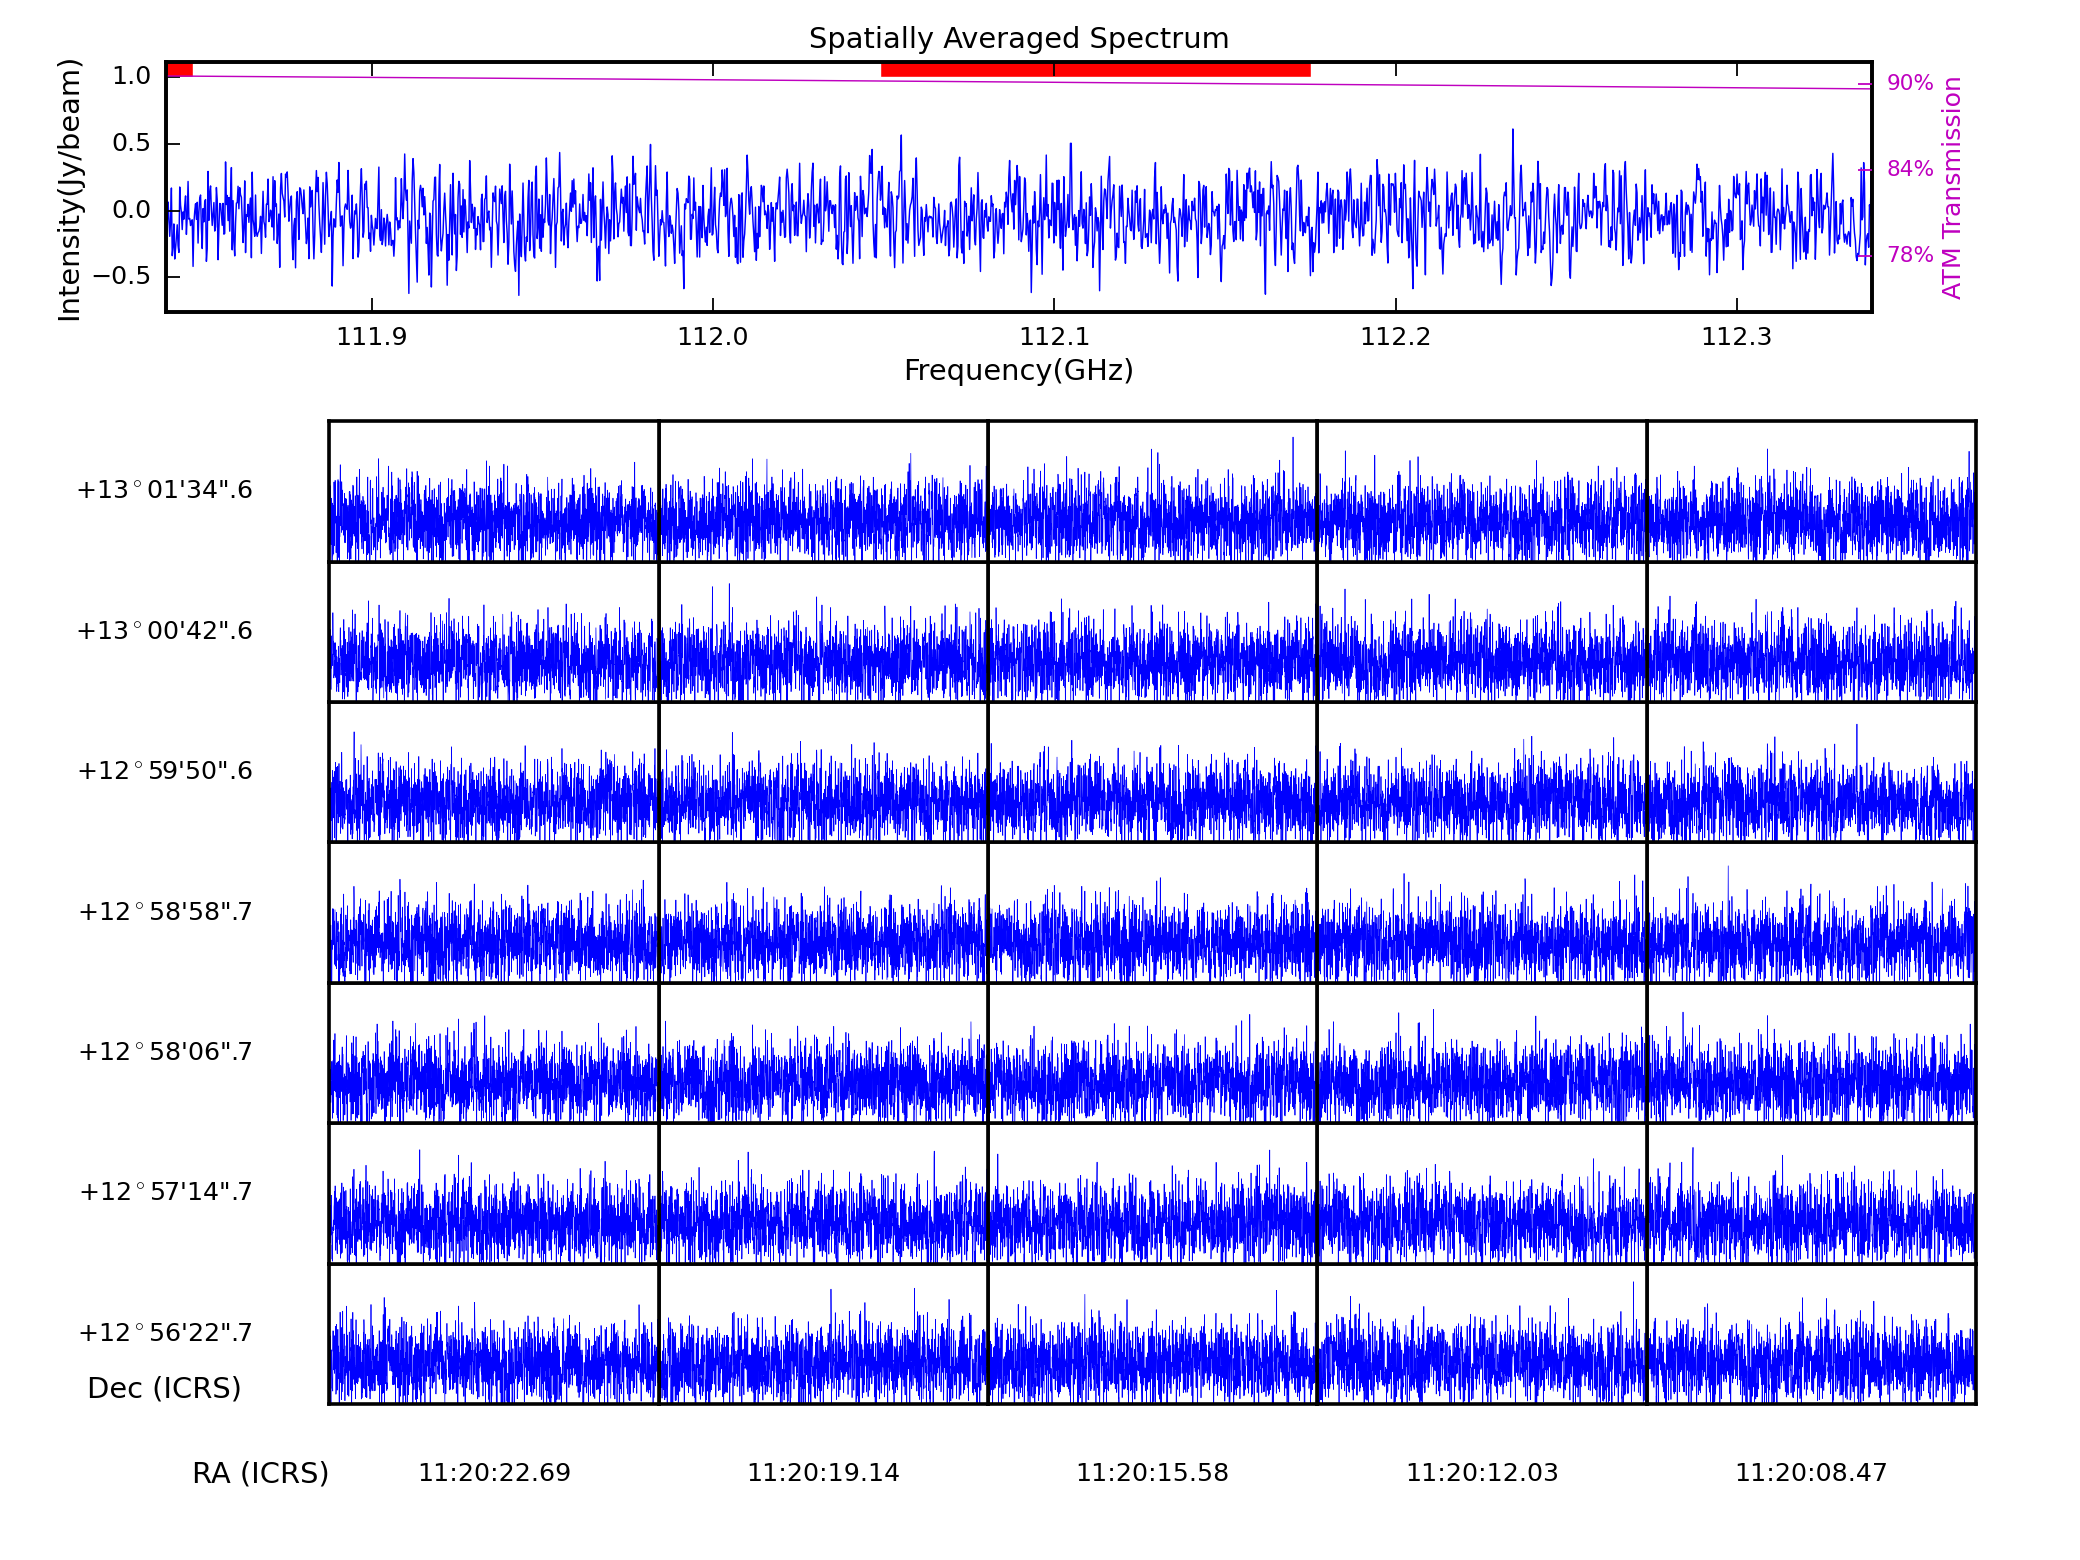 Spatially Averaged Spectrum
Intensity(Jy/beam)
1.0
0.5
0.0
−0.5
90%
84%
78%
ATM Transmission
111.9 112.0 112.1 112.2 112.3
Frequency(GHz)
+13°01'34".6
+13°00'42".6
+12°59'50".6
+12°58'58".7
+12°58'06".7
+12°57'14".7
+12°56'22".7
Dec (ICRS)
RA (ICRS) 11:20:22.69 11:20:19.14 11:20:15.58 11:20:12.03 11:20:08.47